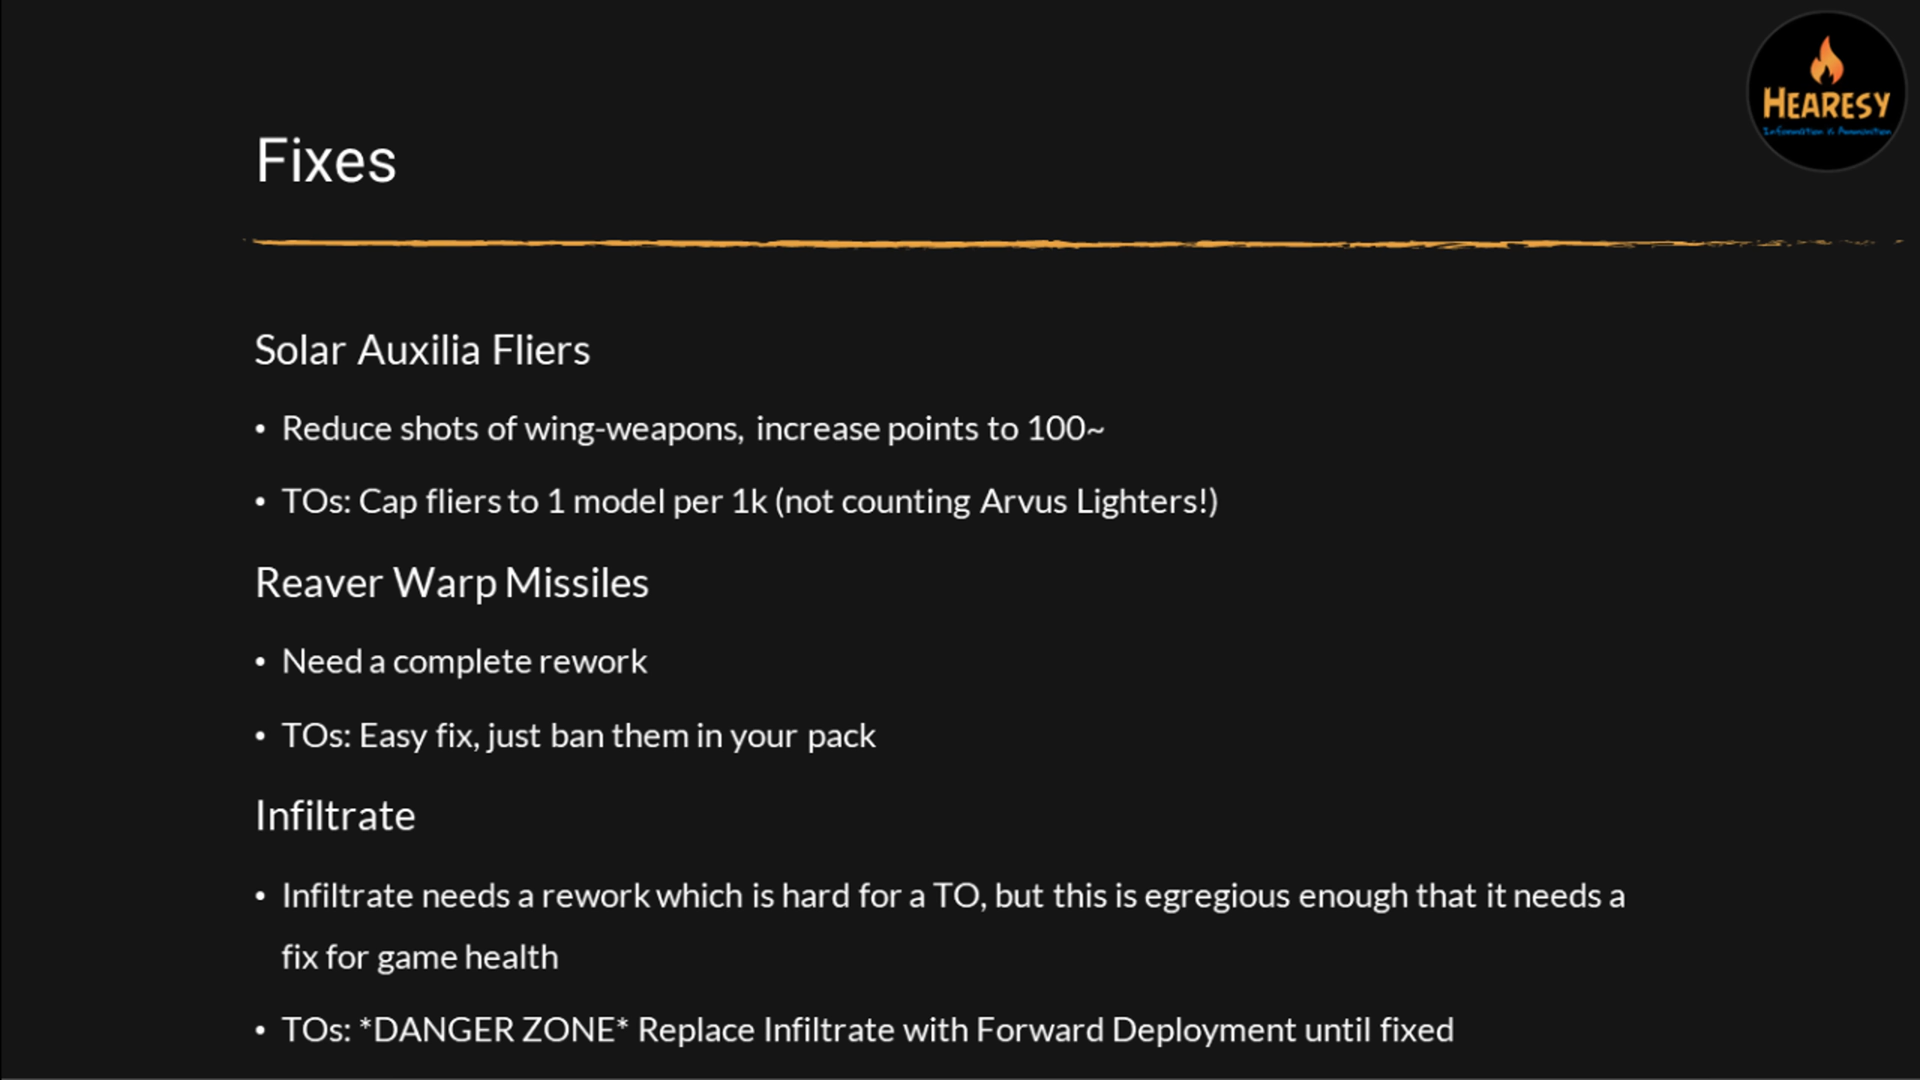 HEARESY
Information & Ammunition
Fixes
Solar Auxilia Fliers
• Reduce shots of wing-weapons, increase points to 100~
• TOs: Cap fliers to 1 model per 1k (not counting Arvus Lighters!)
Reaver Warp Missiles
• Need a complete rework
• TOs: Easy fix, just ban them in your pack
Infiltrate
• Infiltrate needs a rework which is hard for a TO, but this is egregious enough that it needs a
fix for game health
• TOs: *DANGER ZONE* Replace Infiltrate with Forward Deployment until fixed